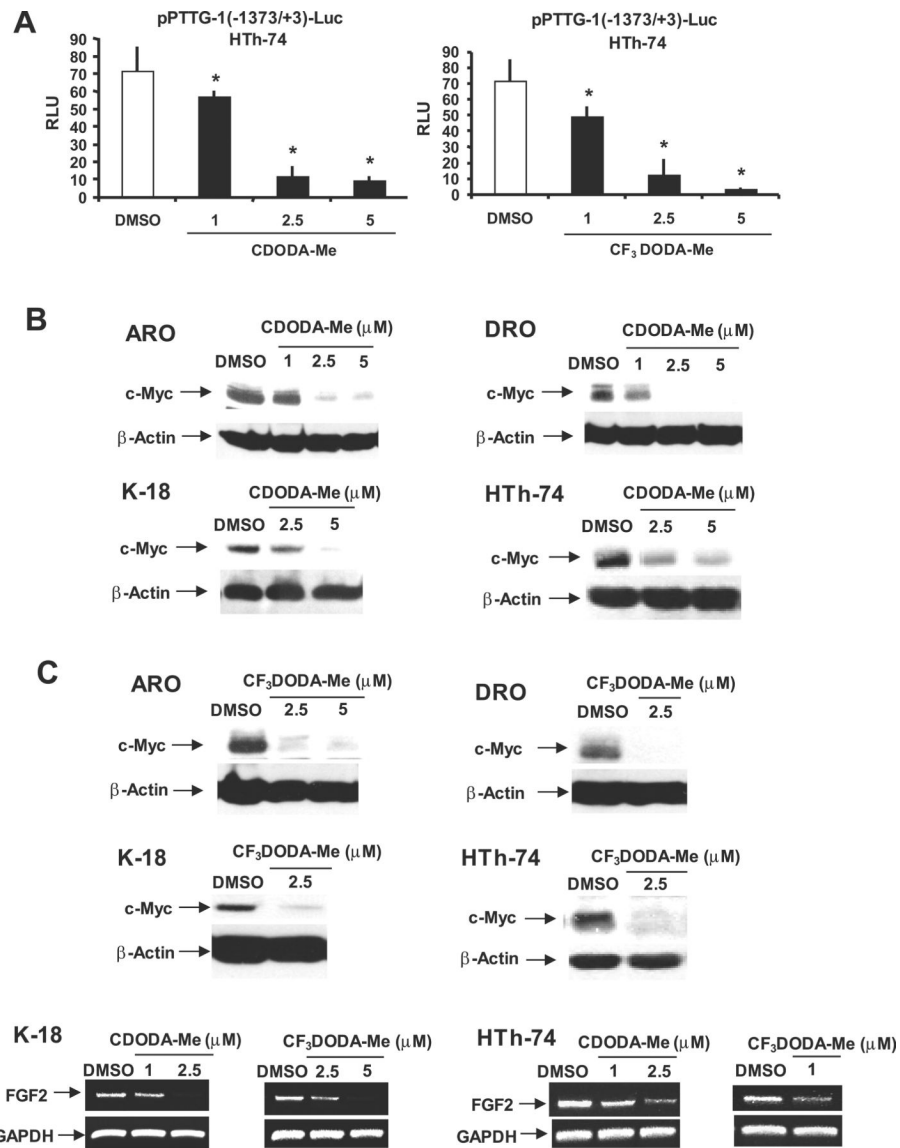 A
pPTTG-1(-1373/+3)-Luc
HTh-74
RLU
90
80
70
60
50
40
30
20
10
0
DMSO 1 2.5 5
CDODA-Me
*
*
*
pPTTG-1(-1373/+3)-Luc
HTh-74
RLU
90
80
70
60
50
40
30
20
10
0
DMSO 1 2.5 5
CF₃ DODA-Me
*
*
*
B
ARO
CDODA-Me (μM)
DMSO 1 2.5 5
c-Myc
β-Actin
DRO
CDODA-Me (μM)
DMSO 1 2.5 5
c-Myc
β-Actin
K-18
CDODA-Me (μM)
DMSO 2.5 5
c-Myc
β-Actin
HTh-74
CDODA-Me (μM)
DMSO 2.5 5
c-Myc
β-Actin
C
ARO
CF₃DODA-Me (μM)
DMSO 2.5 5
c-Myc
β-Actin
DRO
CF₃DODA-Me (μM)
DMSO 2.5
c-Myc
β-Actin
K-18
CF₃DODA-Me (μM)
DMSO 2.5
c-Myc
β-Actin
HTh-74
CF₃DODA-Me (μM)
DMSO 2.5
c-Myc
β-Actin
K-18
CDODA-Me (μM)
DMSO 1 2.5
FGF2
GAPDH
CF₃DODA-Me (μM)
DMSO 2.5 5
HTh-74
CDODA-Me (μM)
DMSO 1 2.5
FGF2
GAPDH
CF₃DODA-Me (μM)
DMSO 1